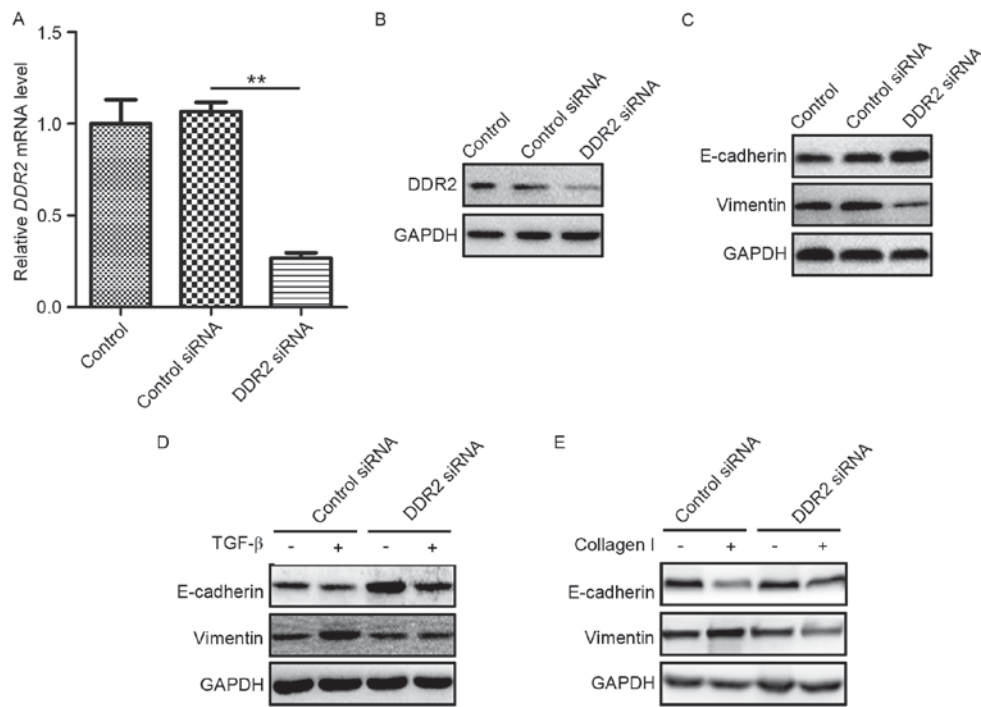 A
Relative DDR2 mRNA level
1.5
1.0
0.5
0.0
**
Control
Control siRNA
DDR2 siRNA
B
Control
Control siRNA
DDR2 siRNA
DDR2
GAPDH
C
Control
Control siRNA
DDR2 siRNA
E-cadherin
Vimentin
GAPDH
D
Control siRNA
DDR2 siRNA
TGF-β - + - +
E-cadherin
Vimentin
GAPDH
E
Control siRNA
DDR2 siRNA
Collagen I - + - +
E-cadherin
Vimentin
GAPDH